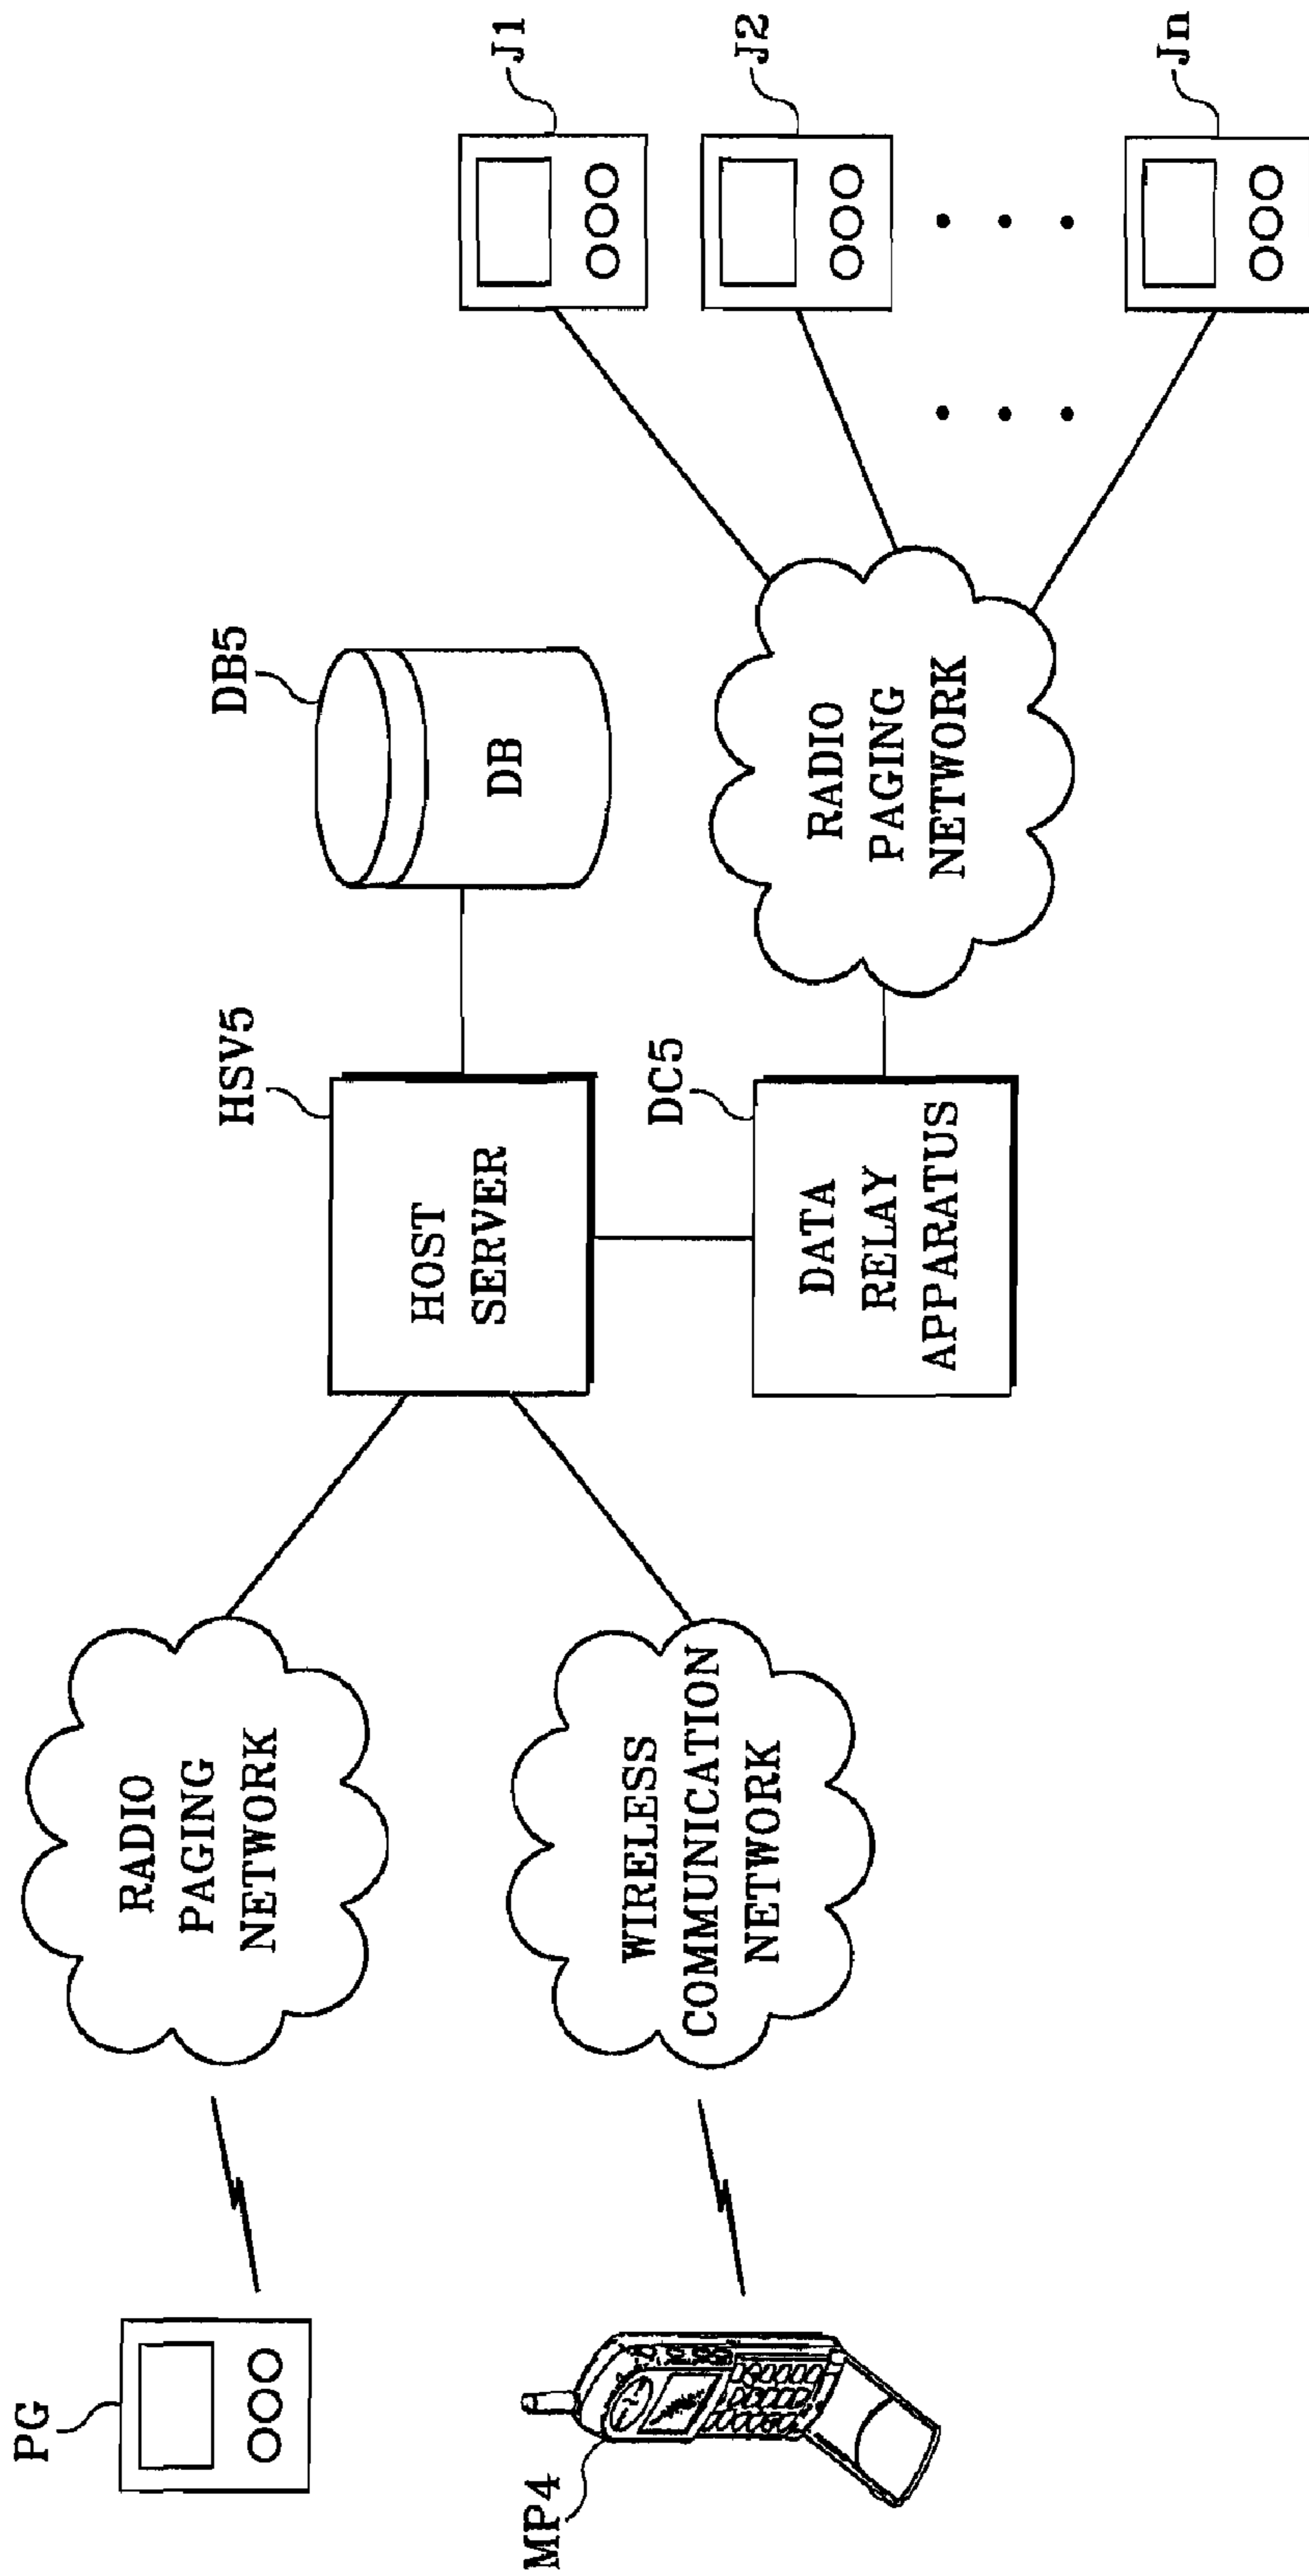 PG
RADIO
PAGING
NETWORK
MP4
WIRELESS
COMMUNICATION
NETWORK
HSV5
HOST
SERVER
DB5
DB
DC5
DATA
RELAY
APPARATUS
RADIO
PAGING
NETWORK
J1
J2
Jn